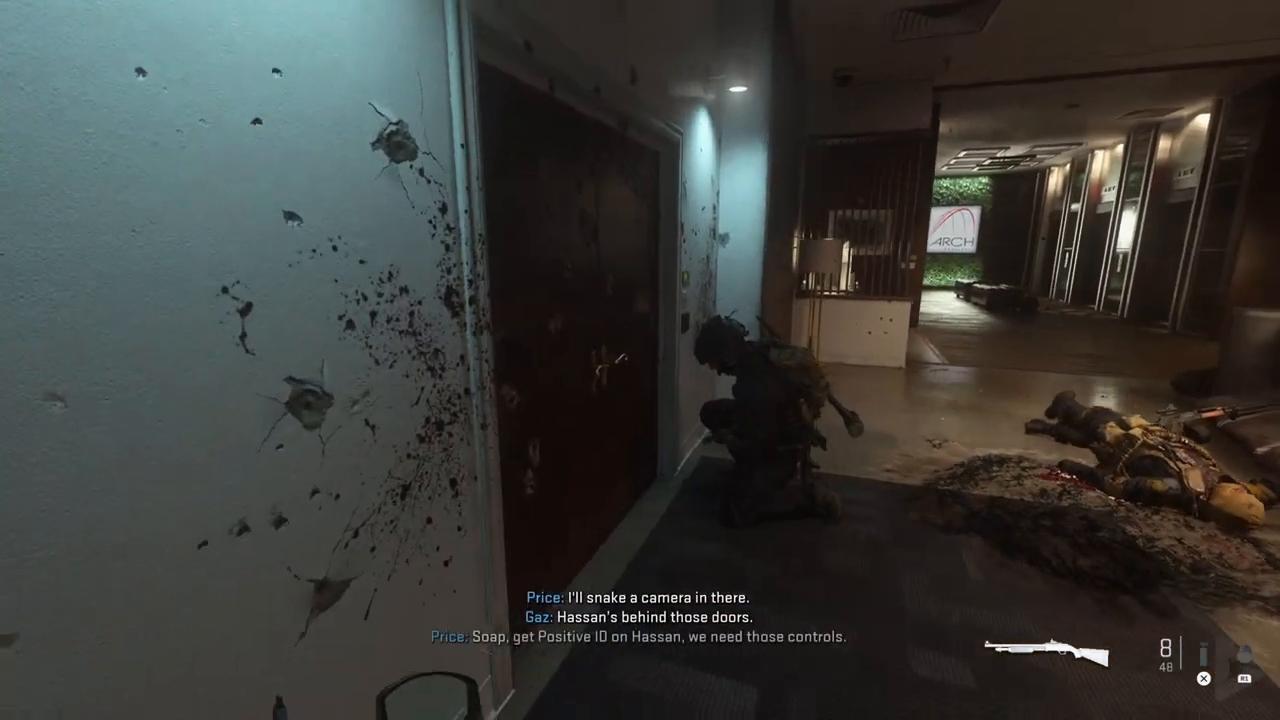 ARCH
Price: I'll snake a camera in there.
Gaz: Hassan's behind those doors.
Price: Soap, get Positive ID on Hassan, we need those controls.
8
48
R1